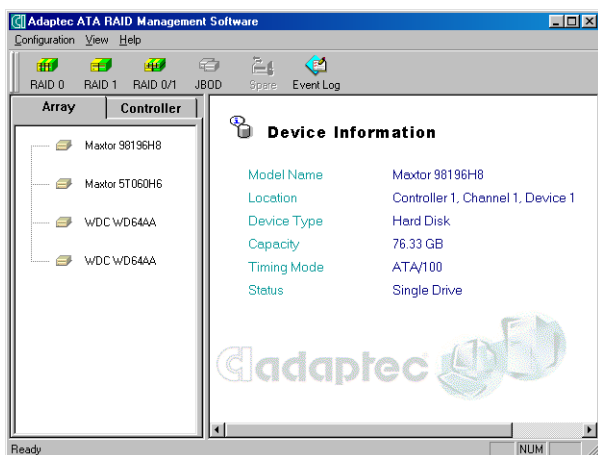 Adaptec ATA RAID Management Software
Configuration View Help
RAID 0 RAID 1 RAID 0/1 JBOD Spare Event Log
Array Controller
Maxtor 98196H8
Maxtor 5T060H6
WDC WD64AA
WDC WD64AA
Device Information
Model Name Maxtor 98196H8
Location Controller 1, Channel 1, Device 1
Device Type Hard Disk
Capacity 76.33 GB
Timing Mode ATA/100
Status Single Drive
adaptec
Ready NUM